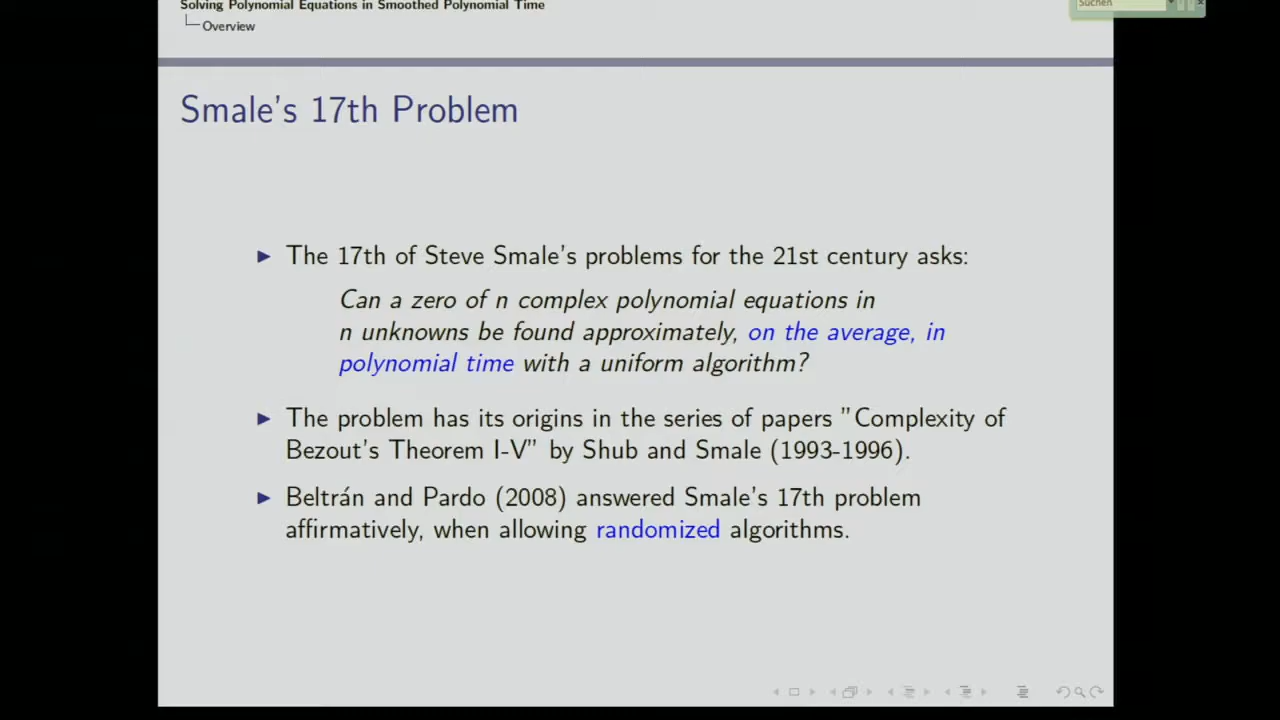 Solving Polynomial Equations in Smoothed Polynomial Time
Overview
Suchen
Smale's 17th Problem
The 17th of Steve Smale's problems for the 21st century asks:
Can a zero of n complex polynomial equations in
n unknowns be found approximately, on the average, in
polynomial time with a uniform algorithm?
The problem has its origins in the series of papers "Complexity of
Bezout's Theorem I-V" by Shub and Smale (1993-1996).
Beltrán and Pardo (2008) answered Smale's 17th problem
affirmatively, when allowing randomized algorithms.